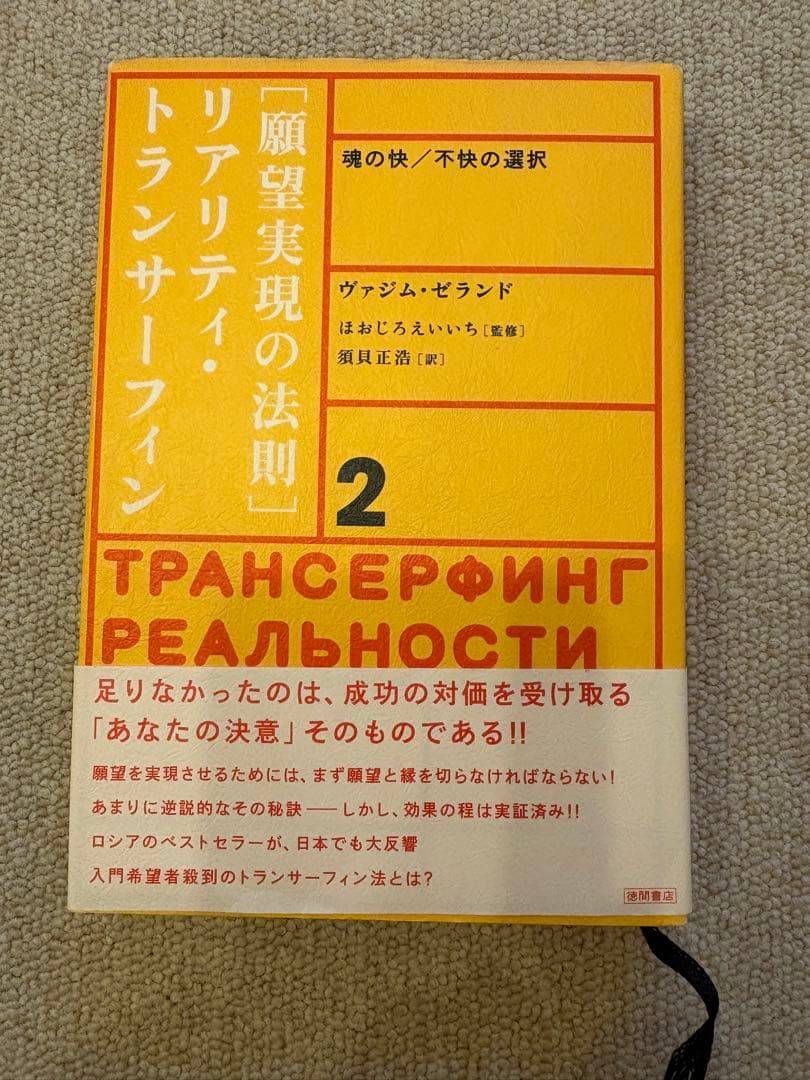 ［願望実現の法則］
リアリティ・
トランサーフィン
魂の快／不快の選択
ヴァジム・ゼランド
ほおじろえいいち［監修］
須貝正浩［訳］
2
ТРАНСЕРФИНГ
РЕАЛЬНОСТИ
足りなかったのは、成功の対価を受け取る
「あなたの決意」そのものである!!
願望を実現させるためには、まず願望と縁を切らなければならない!
あまりに逆説的なその秘訣――しかし、効果の程は実証済み!!
ロシアのベストセラーが、日本でも大反響
入門希望者殺到のトランサーフィン法とは?
徳間書店